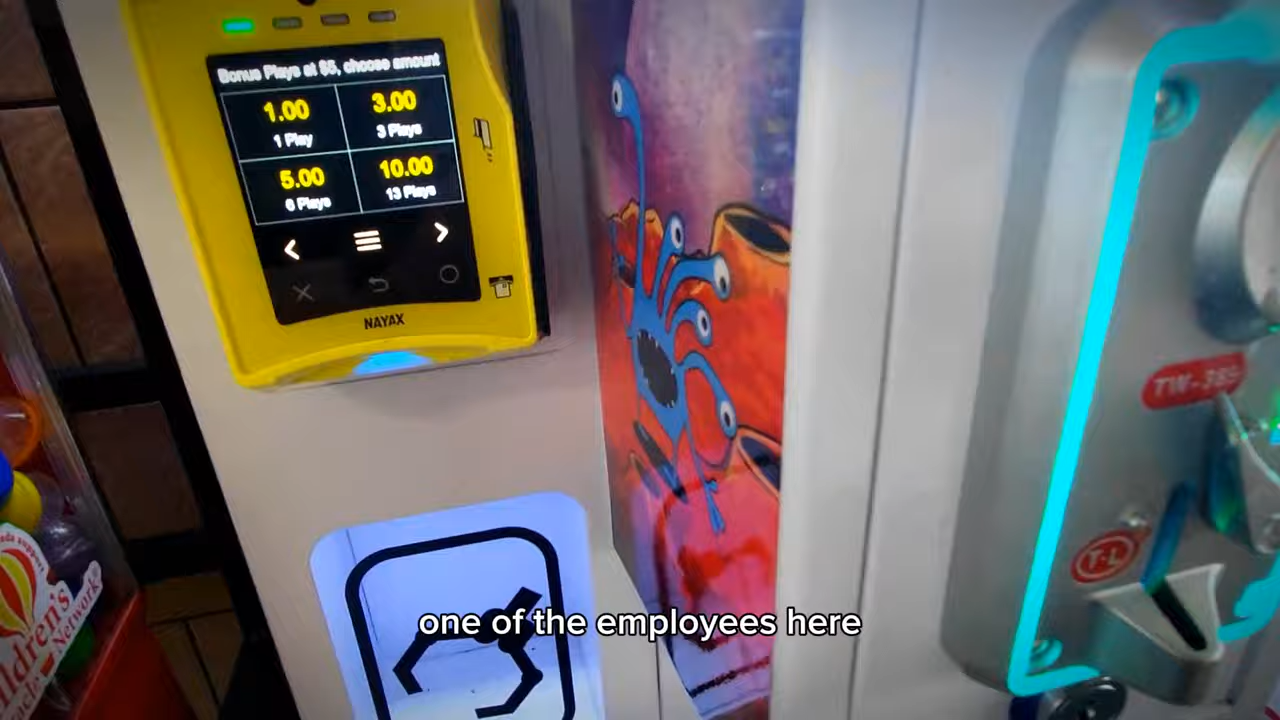 Bonus Plays at $5, choose amount
1.00
1 Play
3.00
3 Plays
5.00
6 Plays
10.00
13 Plays
NAYAX
TW-389
T·L
Children's
Network
one of the employees here